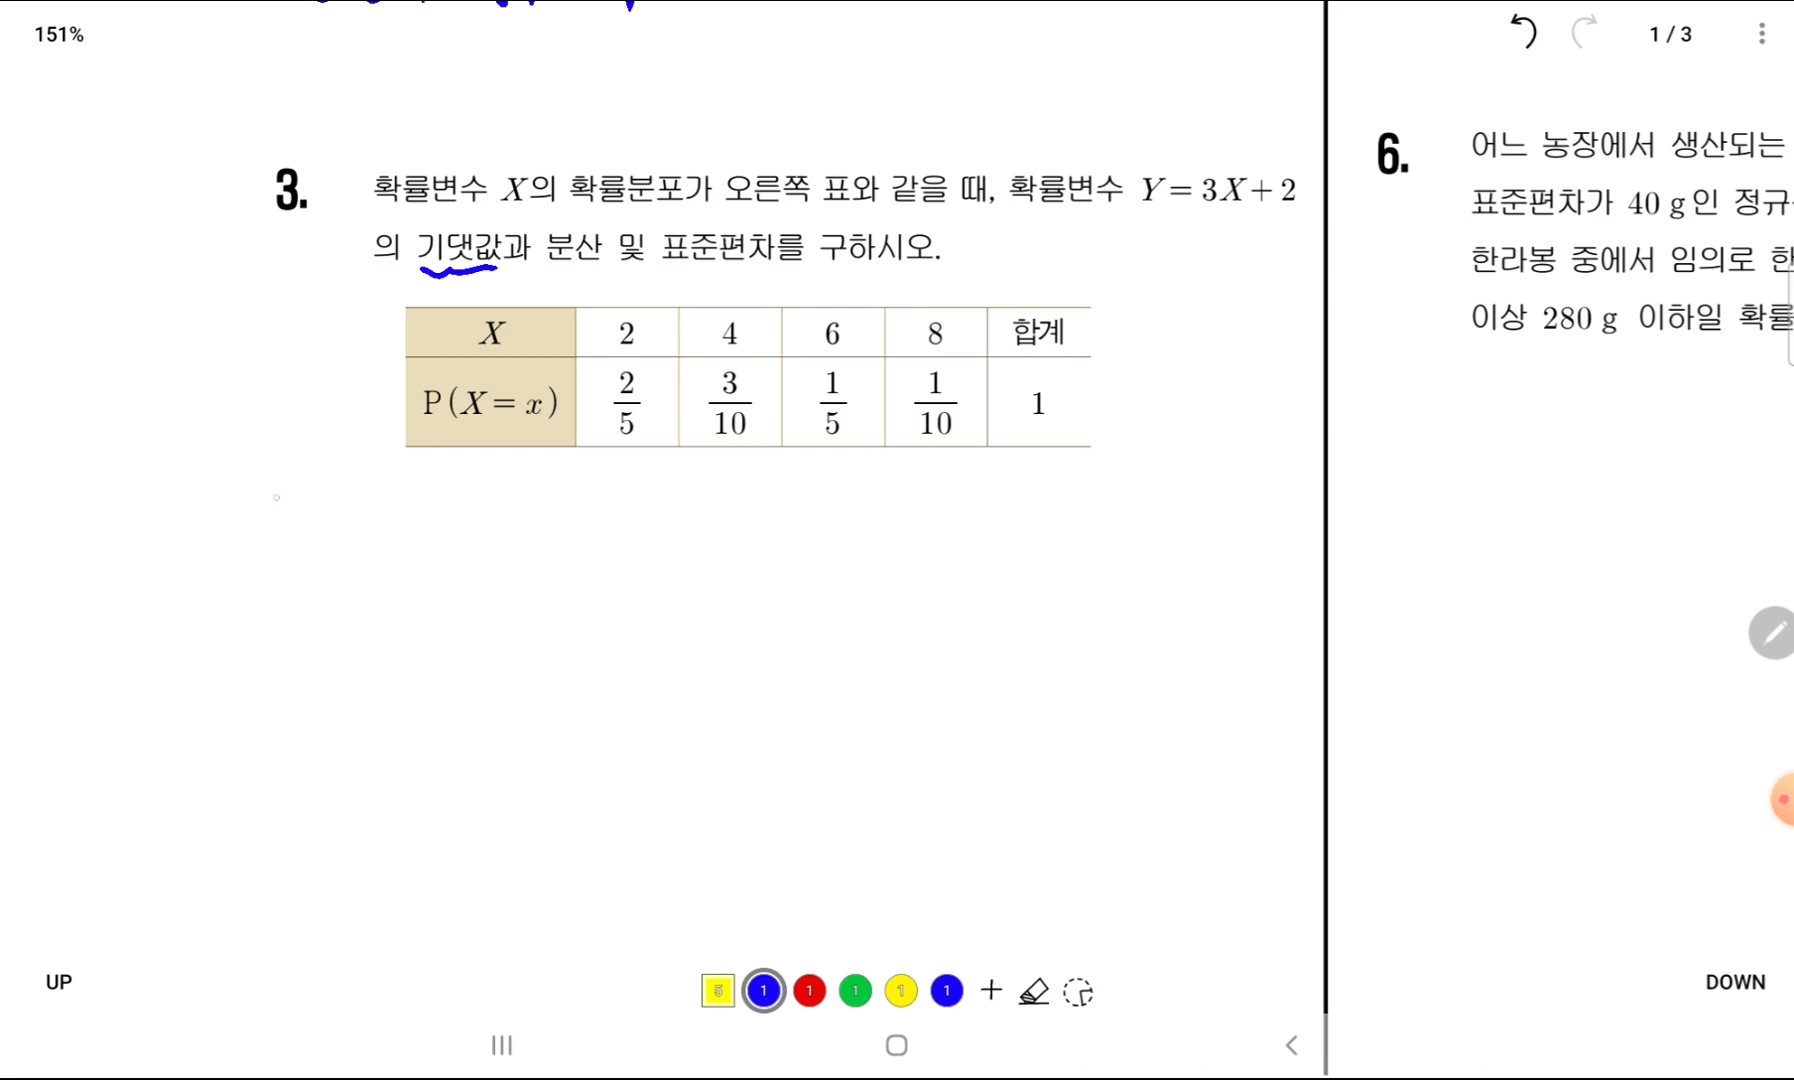 151%
1 / 3
3.
확률변수 X의 확률분포가 오른쪽 표와 같을 때, 확률변수 Y = 3X + 2
의 기댓값과 분산 및 표준편차를 구하시오.
X 2 4 6 8 합계
P(X = x) 2/5 3/10 1/5 1/10 1
6.
어느 농장에서 생산되는
표준편차가 40 g인 정규
한라봉 중에서 임의로 한
이상 280 g 이하일 확률
UP
5 1 1 1 1 1
DOWN